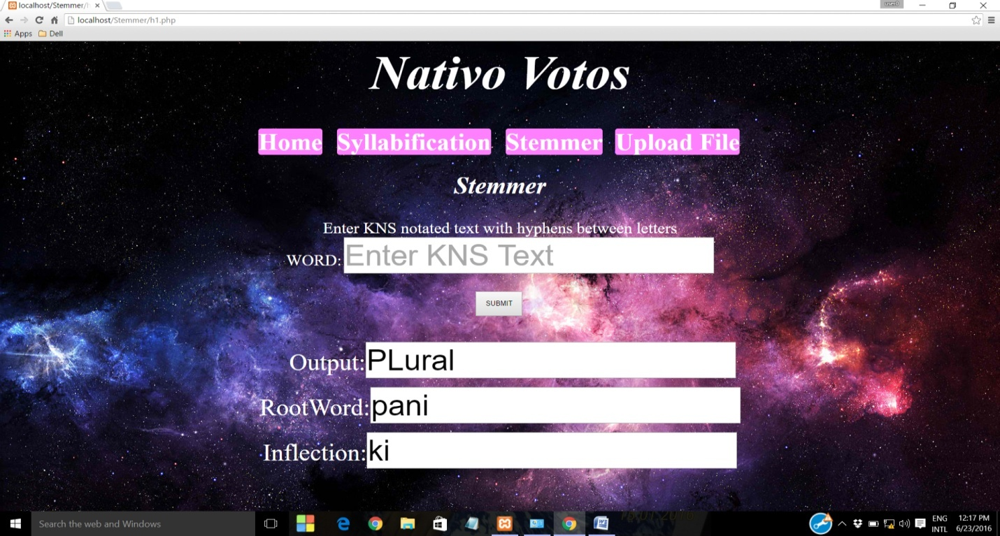 localhost/Stemmer/h
user0
localhost/Stemmer/h1.php
Apps Dell
Nativo Votos
Home Syllabification Stemmer Upload File
Stemmer
Enter KNS notated text with hyphens between letters
WORD: Enter KNS Text
SUBMIT
Output: PLural
RootWord: pani
Inflection: ki
Search the web and Windows
ENG 12:17 PM
INTL 6/23/2016